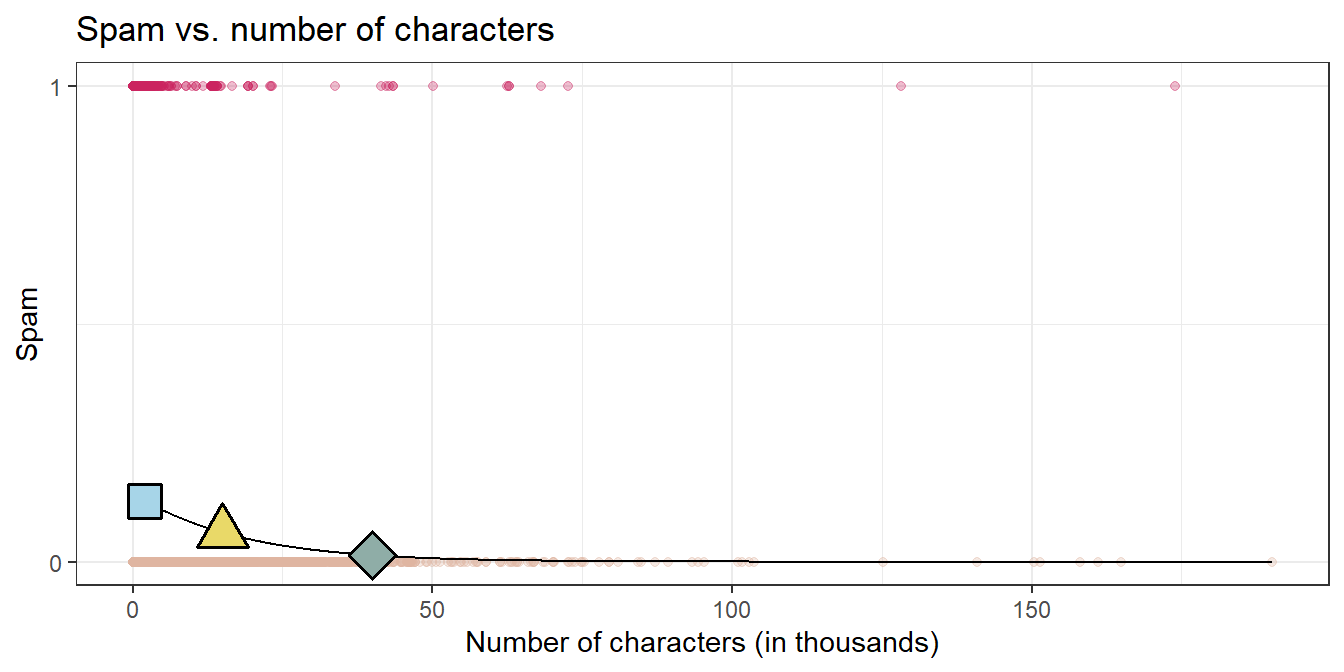 Spam vs. number of characters
1
Spam
0
0 50 100 150
Number of characters (in thousands)